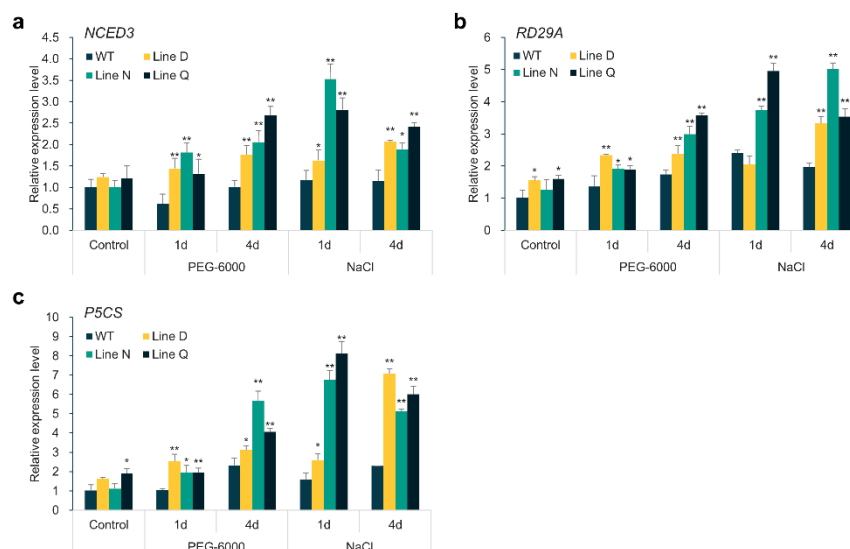 a
NCED3
WT Line D
Line N Line Q
Relative expression level
4.5
4.0
3.5
3.0
2.5
2.0
1.5
1.0
0.5
0.0
** ** * ** ** ** * ** ** ** * **
Control 1d 4d 1d 4d
PEG-6000 NaCl
b
RD29A
WT Line D
Line N Line Q
Relative expression level
6
5
4
3
2
1
0
* * ** * * ** ** ** ** ** ** ** **
Control 1d 4d 1d 4d
PEG-6000 NaCl
c
P5CS
WT Line D
Line N Line Q
Relative expression level
10
9
8
7
6
5
4
3
2
1
0
* ** * ** * ** ** * ** ** ** ** **
Control 1d 4d 1d 4d
PEG-6000 NaCl